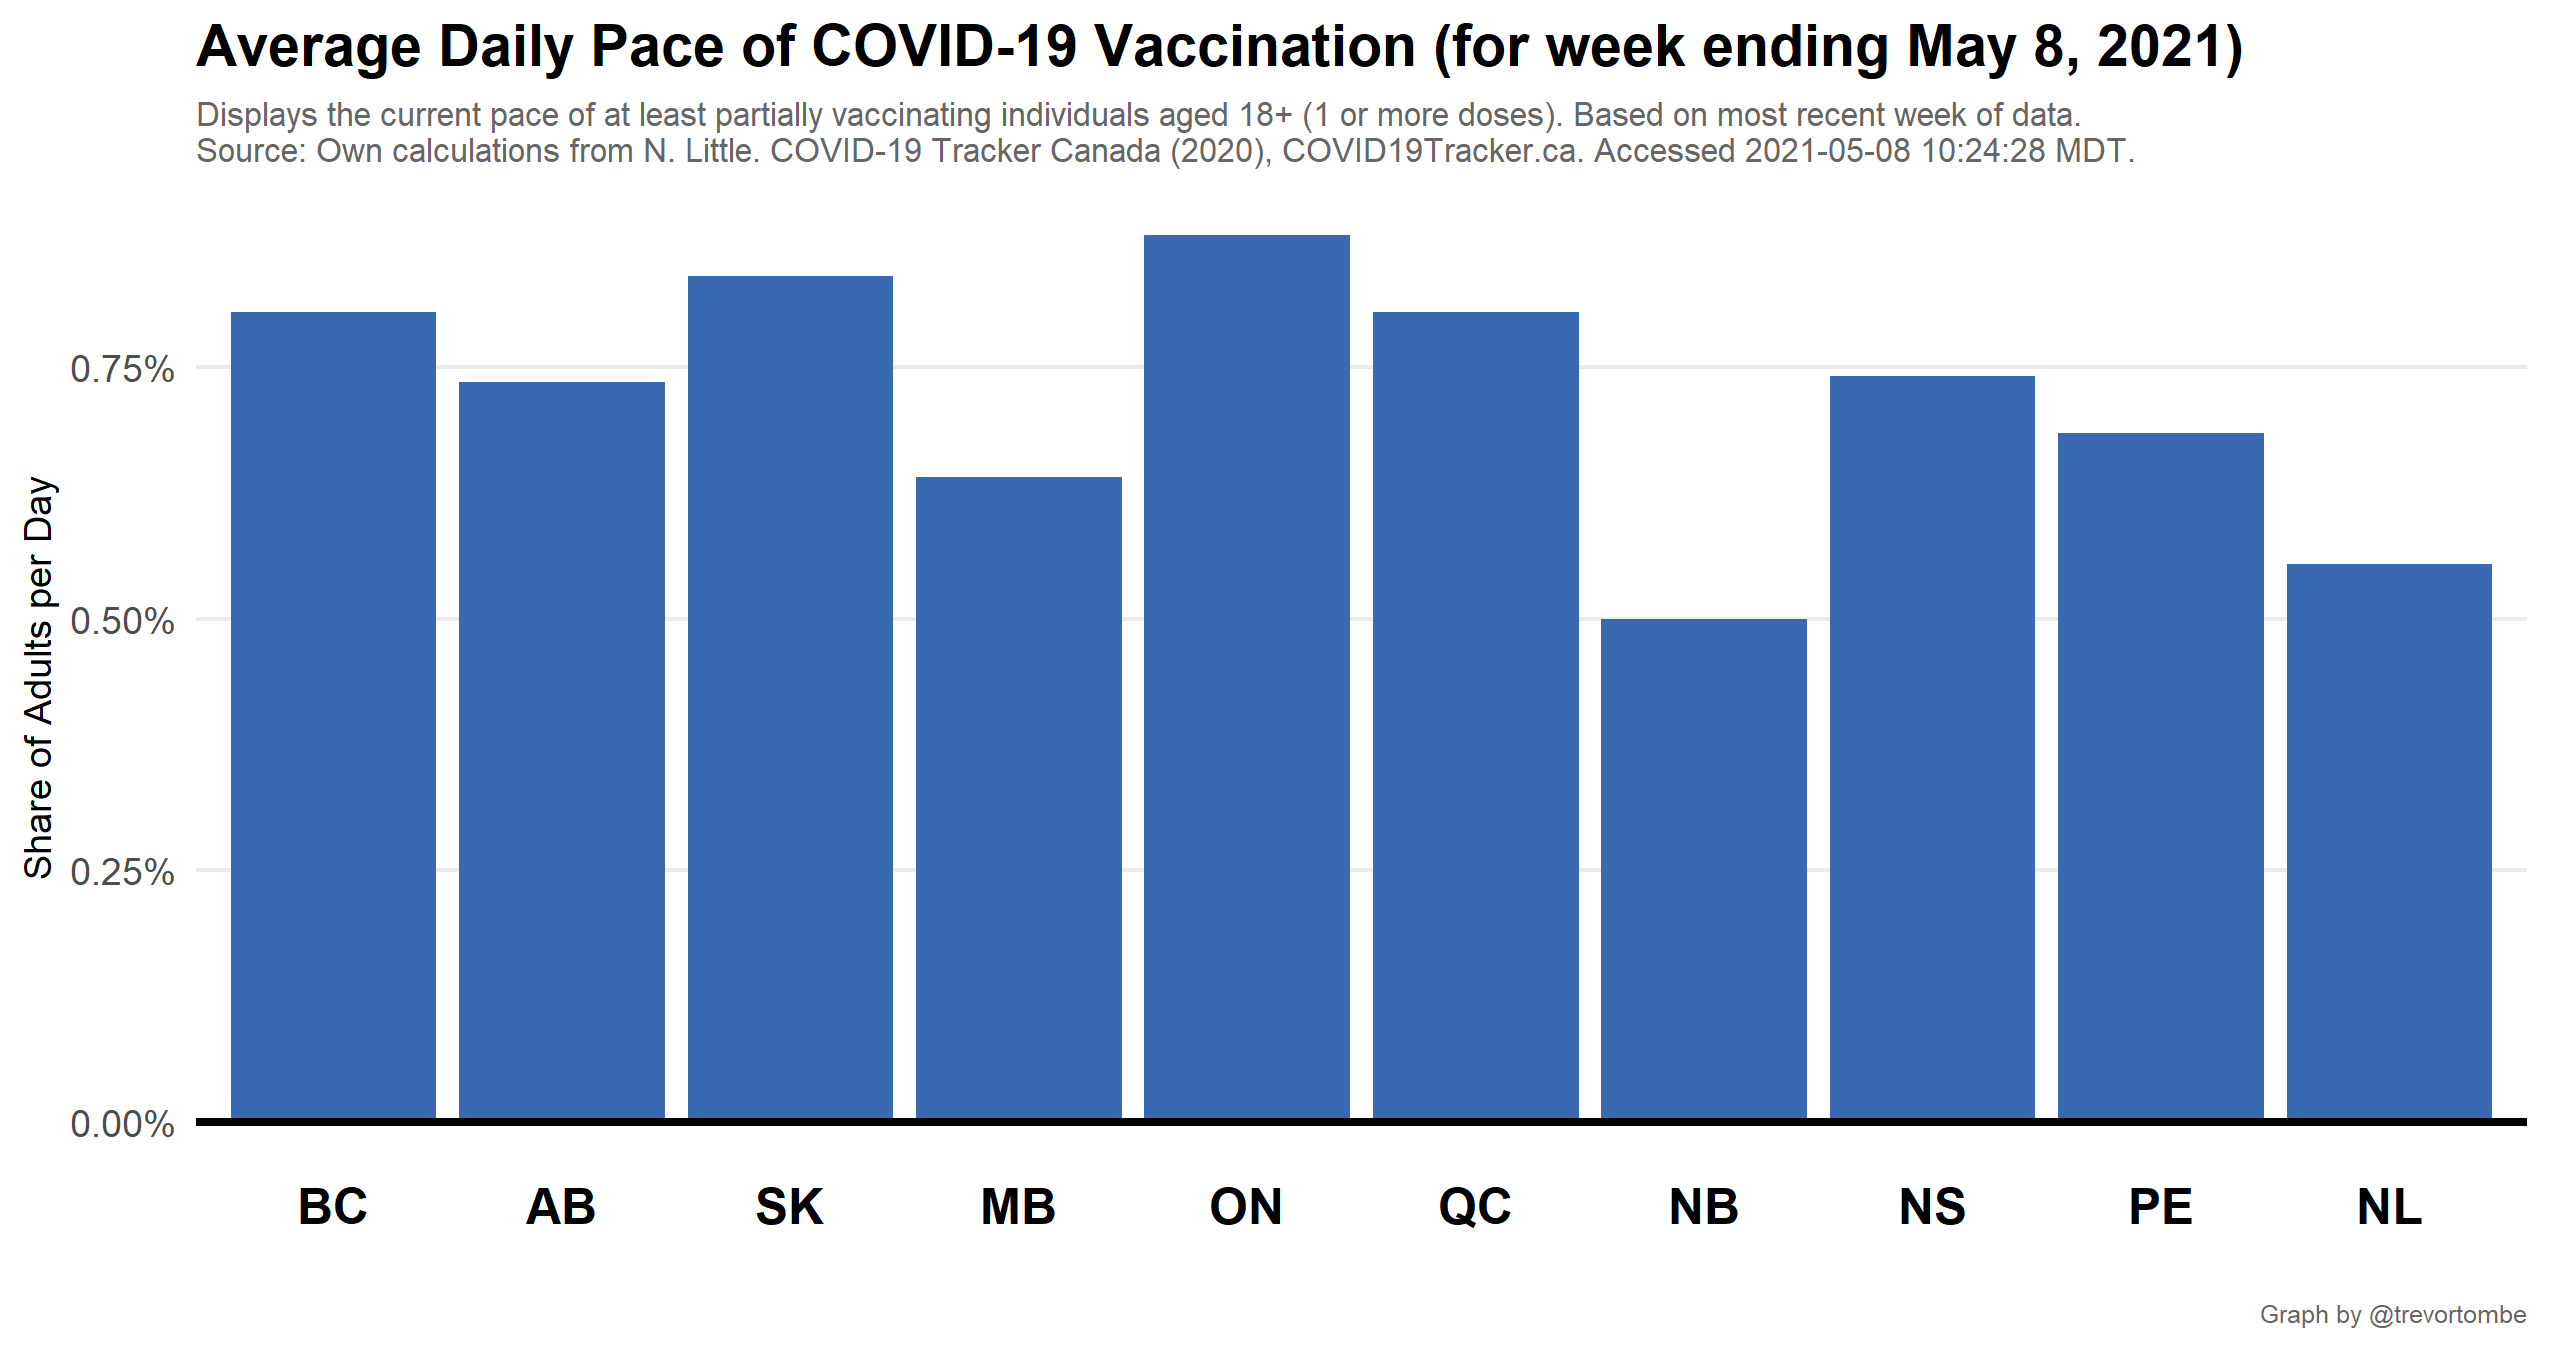 Average Daily Pace of COVID-19 Vaccination (for week ending May 8, 2021)
Displays the current pace of at least partially vaccinating individuals aged 18+ (1 or more doses). Based on most recent week of data.
Source: Own calculations from N. Little. COVID-19 Tracker Canada (2020), COVID19Tracker.ca. Accessed 2021-05-08 10:24:28 MDT.
Share of Adults per Day
0.75%
0.50%
0.25%
0.00%
BC AB SK MB ON QC NB NS PE NL
Graph by @trevortombe